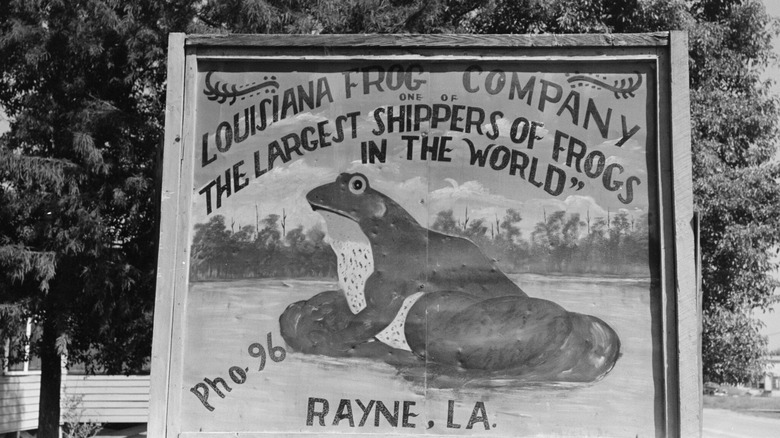 LOUISIANA FROG COMPANY
ONE OF
THE LARGEST SHIPPERS OF FROGS
IN THE WORLD"
Pho. 96
RAYNE, LA.